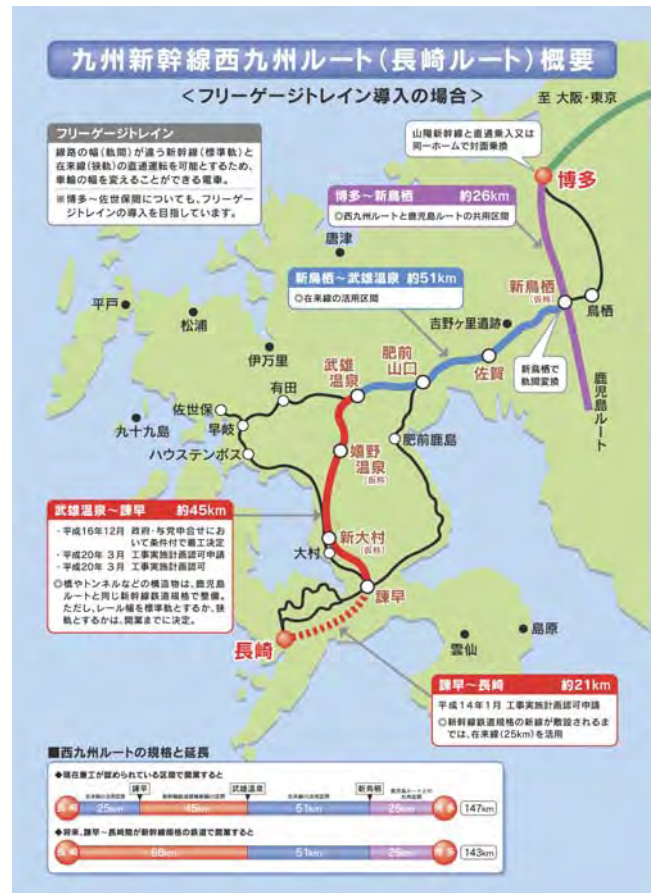 九州新幹線西九州ルート(長崎ルート)概要
<フリーゲージトレイン導入の場合>
至 大阪・東京
フリーゲージトレイン
線路の幅(軌間)が違う新幹線(標準軌)と
在来線(狭軌)の直通運転を可能とするため、
車輪の幅を変えることができる電車。
※博多~佐世保間についても、フリーゲー
ジトレインの導入を目指しています。
山陽新幹線と直通乗入又は
同一ホームで対面乗換
博多
博多~新鳥栖 約26km
◎西九州ルートと鹿児島ルートの共用区間
唐津
新鳥栖~武雄温泉 約51km
◎在来線の活用区間
新鳥栖
(仮称)
鳥栖
平戸
松浦
吉野ヶ里遺跡
伊万里
武雄
温泉
肥前
山口
佐賀
新鳥栖で
軌間変換
鹿児島ルート
有田
佐世保
九十九島
早岐
ハウステンボス
肥前鹿島
嬉野
温泉
(仮称)
武雄温泉~諫早 約45km
・平成16年12月 政府・与党申合せにお
いて条件付で着工決定
・平成20年 3月 工事実施計画認可申請
・平成20年 3月 工事実施計画認可
◎橋やトンネルなどの構造物は、鹿児島
ルートと同じ新幹線鉄道規格で整備。
ただし、レール幅を標準軌とするか、狭
軌とするかは、開業までに決定。
新大村
(仮称)
大村
諫早
長崎
島原
雲仙
諫早~長崎 約21km
平成14年1月 工事実施計画認可申請
◎新幹線鉄道規格の新線が敷設されるま
では、在来線(25km)を活用
■西九州ルートの規格と延長
◆現在着工が認められている区間で開業すると
諫早
武雄温泉
新鳥栖
長崎
25km
45km
51km
26km
博多
147km
◆将来、諫早~長崎間が新幹線規格の鉄道で開業すると
長崎
66km
51km
26km
博多
143km